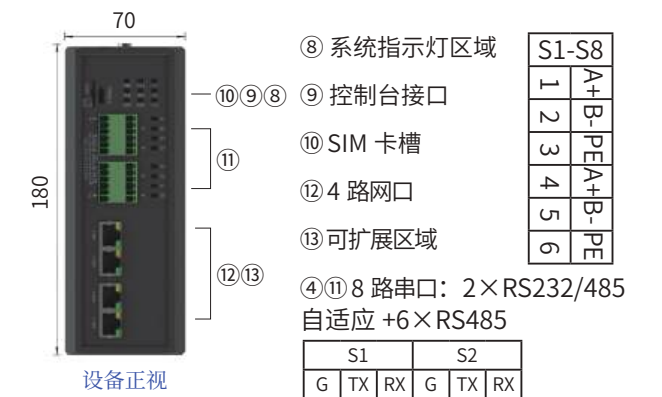 70
180
⑩⑨⑧
⑪
⑫⑬
设备正视
⑧ 系统指示灯区域
⑨ 控制台接口
⑩ SIM 卡槽
⑫ 4 路网口
⑬ 可扩展区域
④⑪ 8 路串口：2×RS232/485
自适应 +6×RS485
S1-S8
1 A+
2 B-
3 PE
4 A+
5 B-
6 PE
S1 S2
G TX RX G TX RX